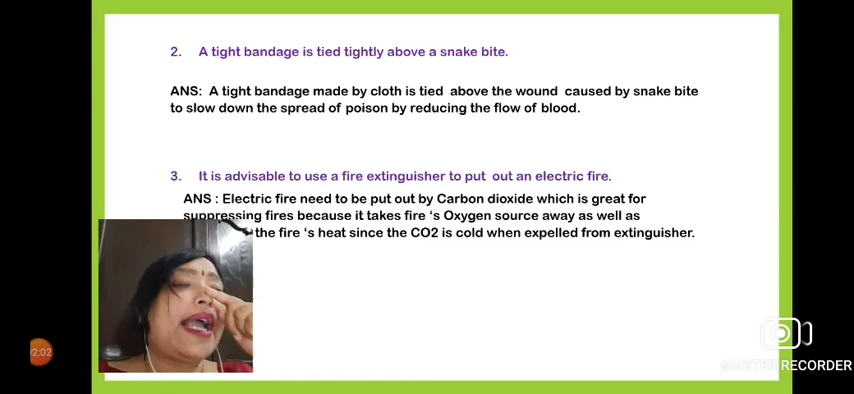 2. A tight bandage is tied tightly above a snake bite.
ANS: A tight bandage made by cloth is tied above the wound caused by snake bite
to slow down the spread of poison by reducing the flow of blood.
3. It is advisable to use a fire extinguisher to put out an electric fire.
ANS : Electric fire need to be put out by Carbon dioxide which is great for
suppressing fires because it takes fire 's Oxygen source away as well as
the fire 's heat since the CO2 is cold when expelled from extinguisher.
02:02
MASTER RECORDER